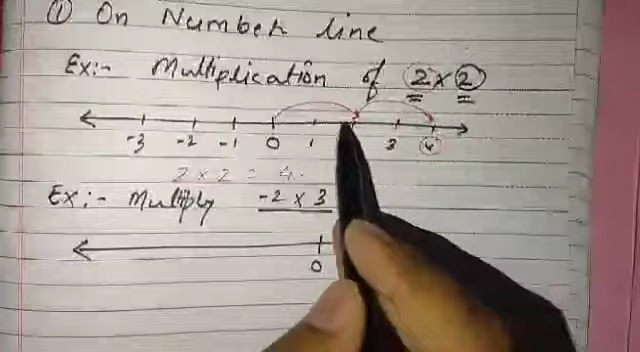 ① On Number line
Ex:- Multiplication of 2 × 2
-3 -2 -1 0 1 3 4
2 × 2 = 4.
Ex:- Multiply -2 × 3
0